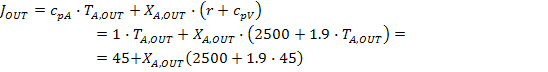 J_OUT = c_pA · T_A,OUT + X_A,OUT · (r + c_pV)
= 1 · T_A,OUT + X_A,OUT · (2500 + 1.9 · T_A,OUT) =
= 45+X_A,OUT(2500 + 1.9 · 45)